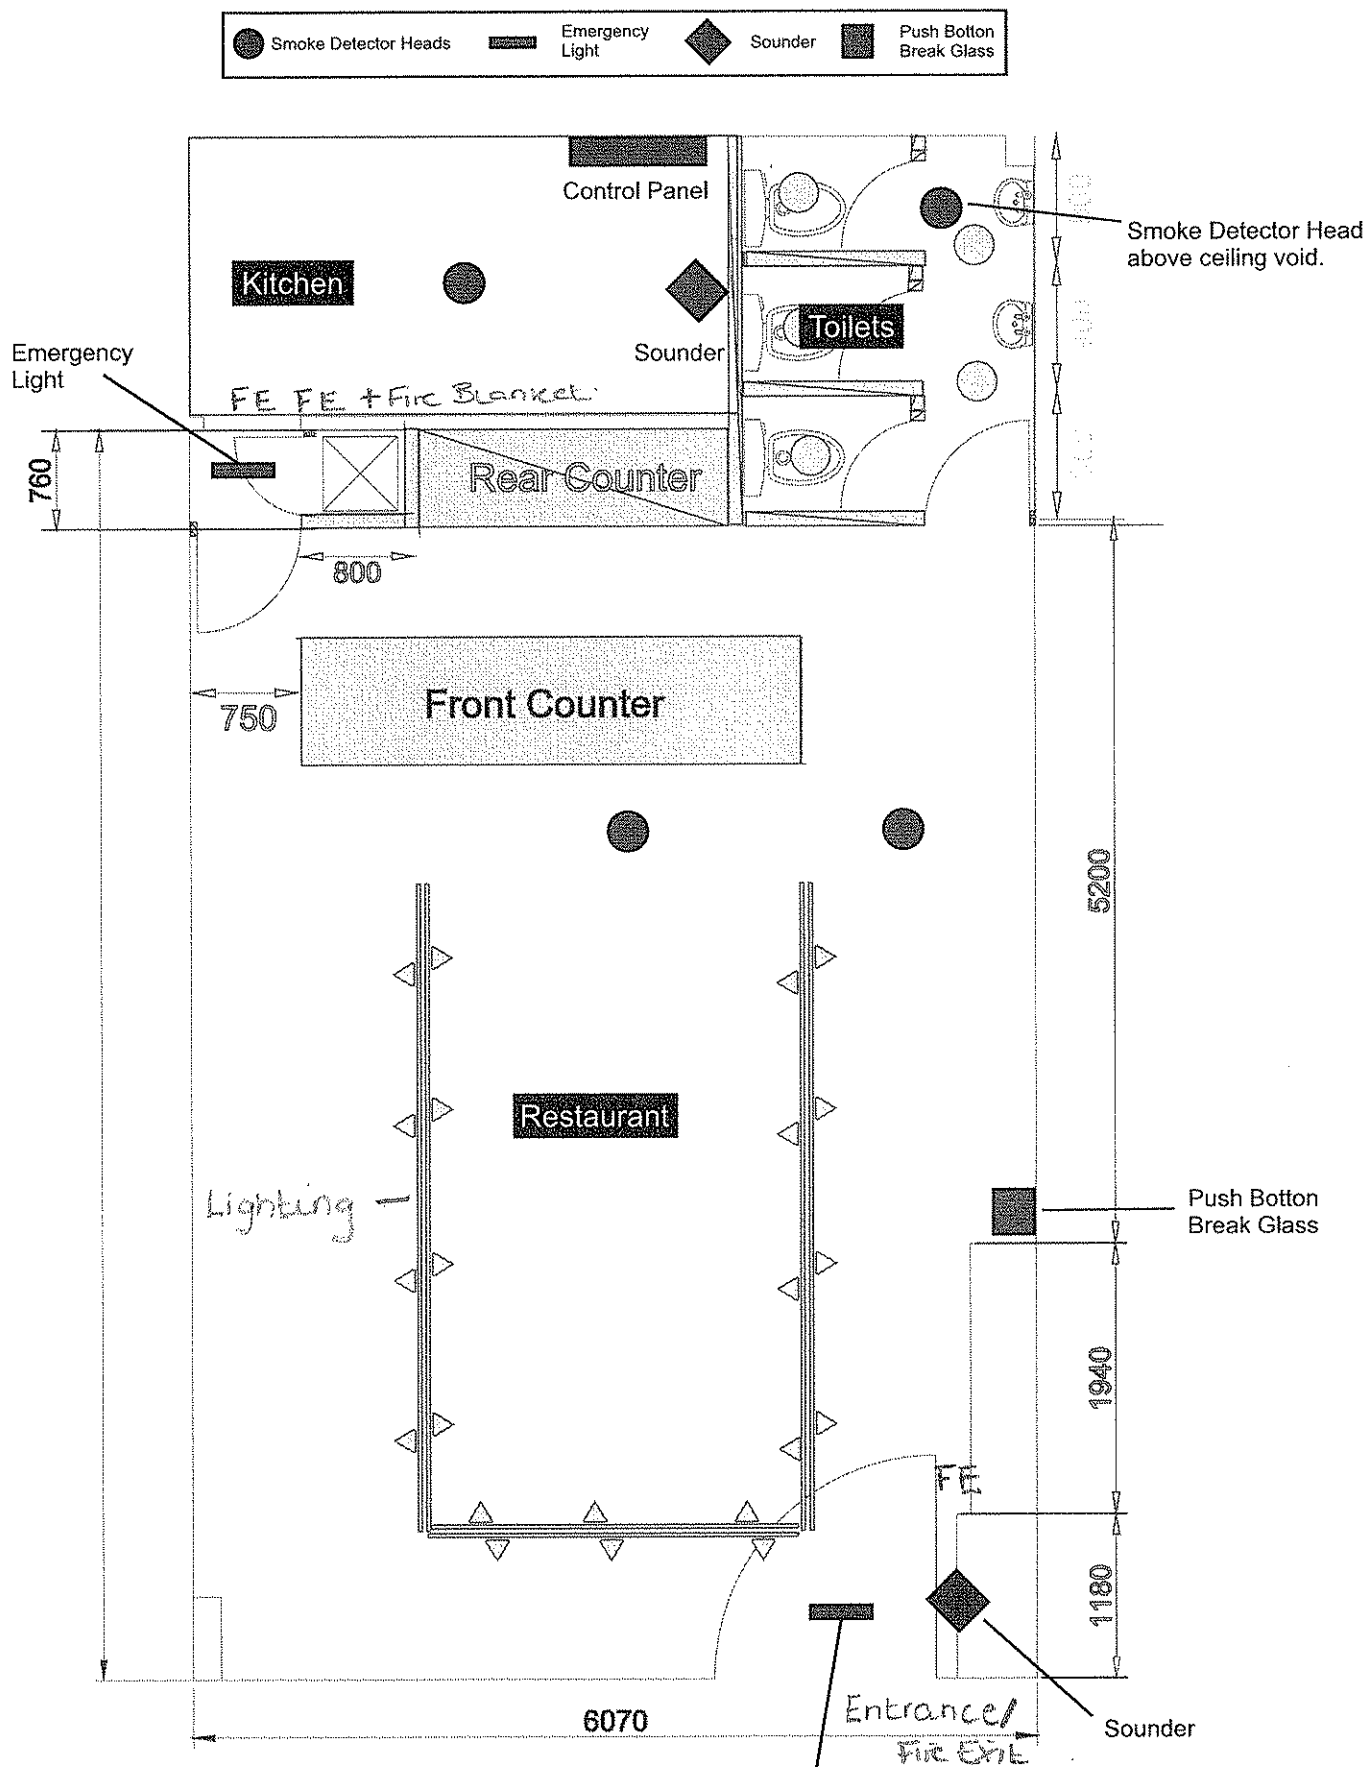 Smoke Detector Heads
Emergency
Light
Sounder
Push Botton
Break Glass
Control Panel
Smoke Detector Head
above ceiling void.
Kitchen
Toilets
Sounder
Emergency
Light
FE FE + Fire Blanket
760
Rear Counter
800
Front Counter
750
5200
Restaurant
Lighting
Push Botton
Break Glass
1940
FE
1180
6070
Entrance/
Fire Exit
Sounder